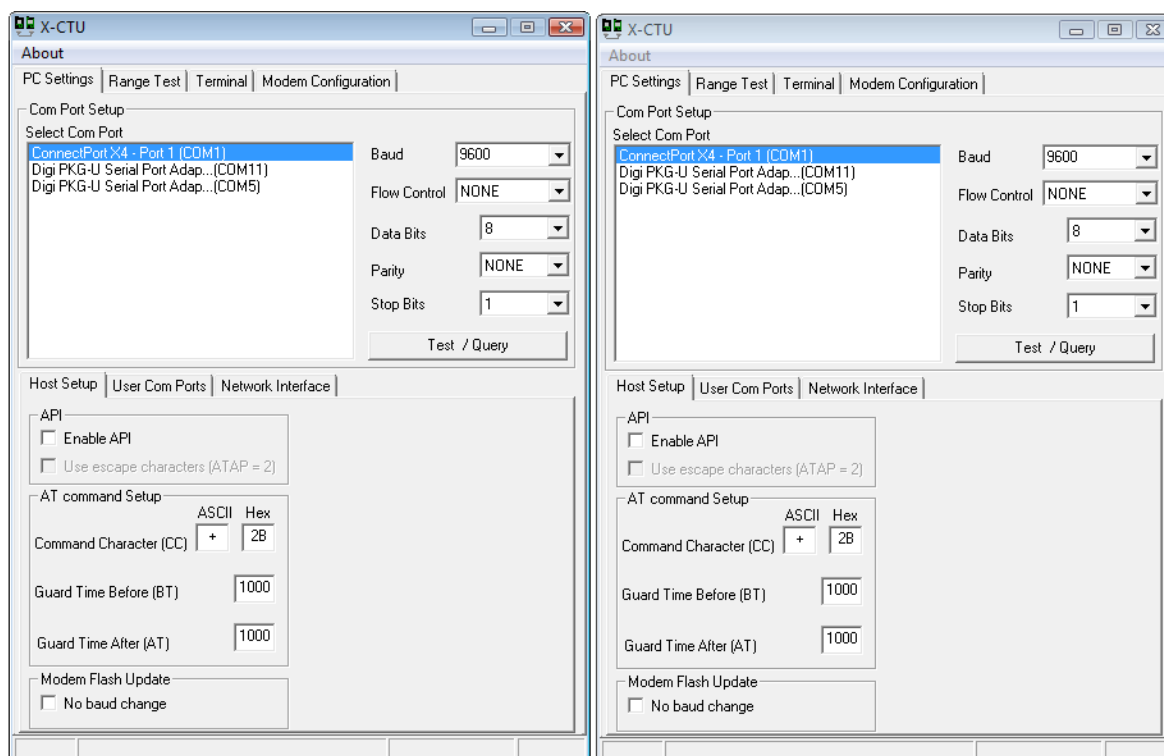 X-CTU
About
PC Settings Range Test Terminal Modem Configuration
Com Port Setup
Select Com Port
ConnectPort X4 - Port 1 (COM1)
Digi PKG-U Serial Port Adap...(COM11)
Digi PKG-U Serial Port Adap...(COM5)
Baud 9600
Flow Control NONE
Data Bits 8
Parity NONE
Stop Bits 1
Test / Query
Host Setup User Com Ports Network Interface
API
Enable API
Use escape characters (ATAP = 2)
AT command Setup
ASCII Hex
Command Character (CC) + 2B
Guard Time Before (BT) 1000
Guard Time After (AT) 1000
Modem Flash Update
No baud change
X-CTU
About
PC Settings Range Test Terminal Modem Configuration
Com Port Setup
Select Com Port
ConnectPort X4 - Port 1 (COM1)
Digi PKG-U Serial Port Adap...(COM11)
Digi PKG-U Serial Port Adap...(COM5)
Baud 9600
Flow Control NONE
Data Bits 8
Parity NONE
Stop Bits 1
Test / Query
Host Setup User Com Ports Network Interface
API
Enable API
Use escape characters (ATAP = 2)
AT command Setup
ASCII Hex
Command Character (CC) + 2B
Guard Time Before (BT) 1000
Guard Time After (AT) 1000
Modem Flash Update
No baud change